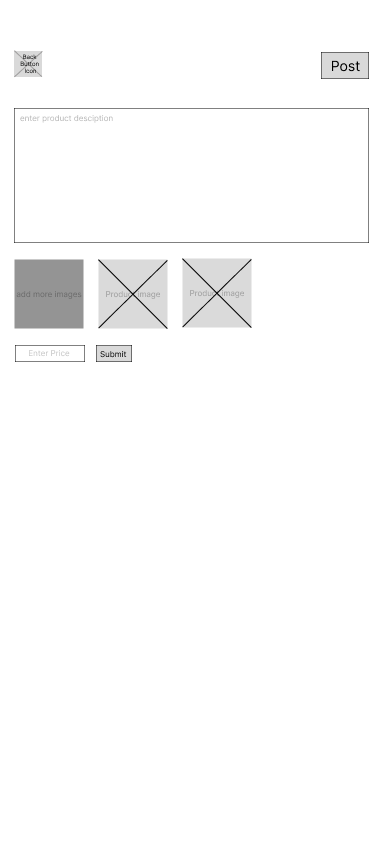 Back
Button
Icon
Post
enter product desciption
add more images
Product image
Product image
Enter Price
Submit